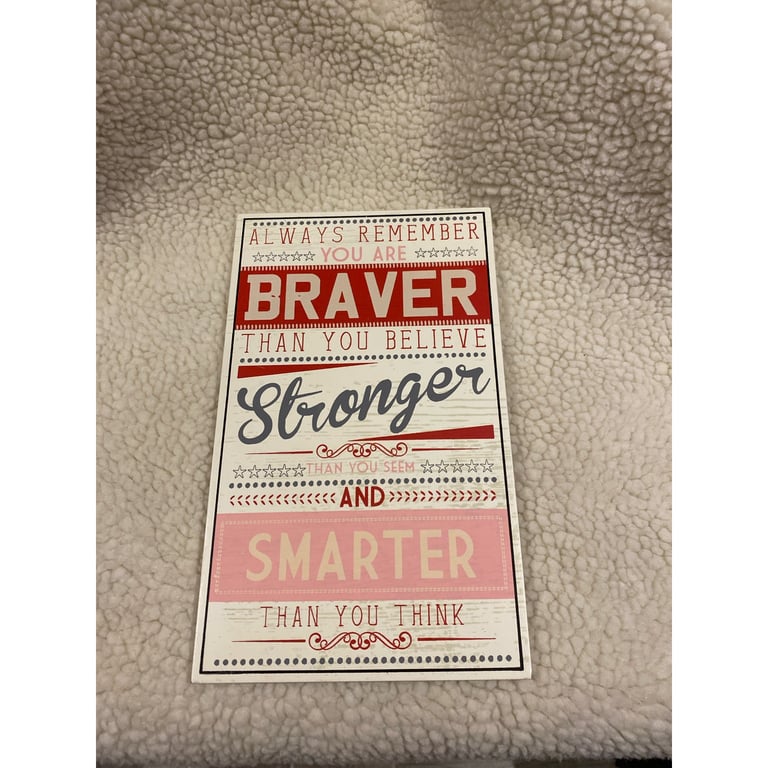 ALWAYS REMEMBER
YOU ARE
BRAVER
THAN YOU BELIEVE
Stronger
THAN YOU SEEM
AND
SMARTER
THAN YOU THINK